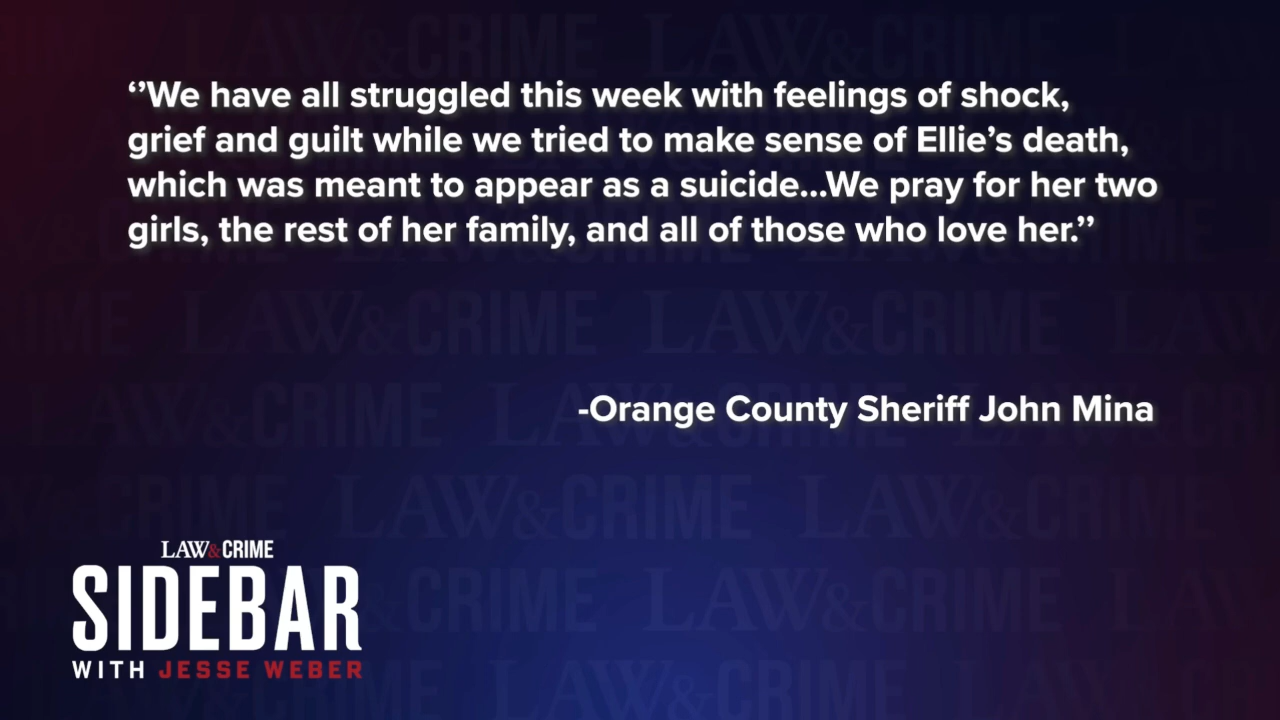 ‘’We have all struggled this week with feelings of shock,
grief and guilt while we tried to make sense of Ellie’s death,
which was meant to appear as a suicide...We pray for her two
girls, the rest of her family, and all of those who love her.’’
-Orange County Sheriff John Mina
LAW&CRIME
SIDEBAR
WITH JESSE WEBER